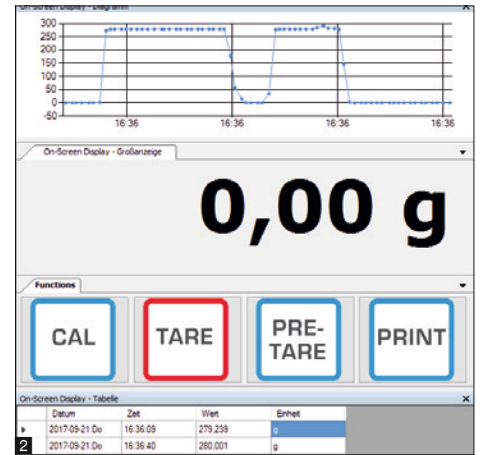 On-Screen Display - Diagramm X
300
250
200
150
100
50
0
-50
16:36 16:36 16:36 16:36
On-Screen Display - Großanzeige
0,00 g
Functions
CAL TARE PRE-TARE PRINT
On-Screen Display - Tabelle X
Datum Zeit Wert Einheit
2017-09-21:Do 16:36:09 279,239 g
2 2017-09-21:Do 16:36:40 280,001 g